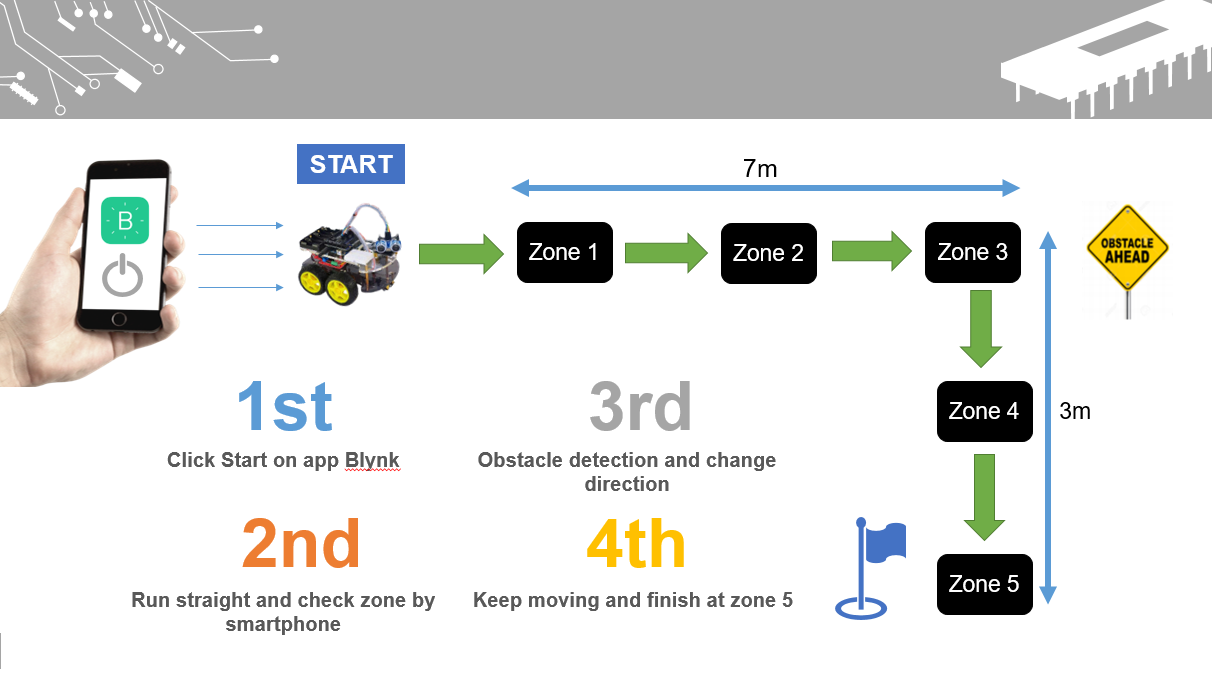 START
7m
B
Zone 1
Zone 2
Zone 3
OBSTACLE
AHEAD
Zone 4
3m
Zone 5
1st
Click Start on app Blynk
2nd
Run straight and check zone by
smartphone
3rd
Obstacle detection and change
direction
4th
Keep moving and finish at zone 5